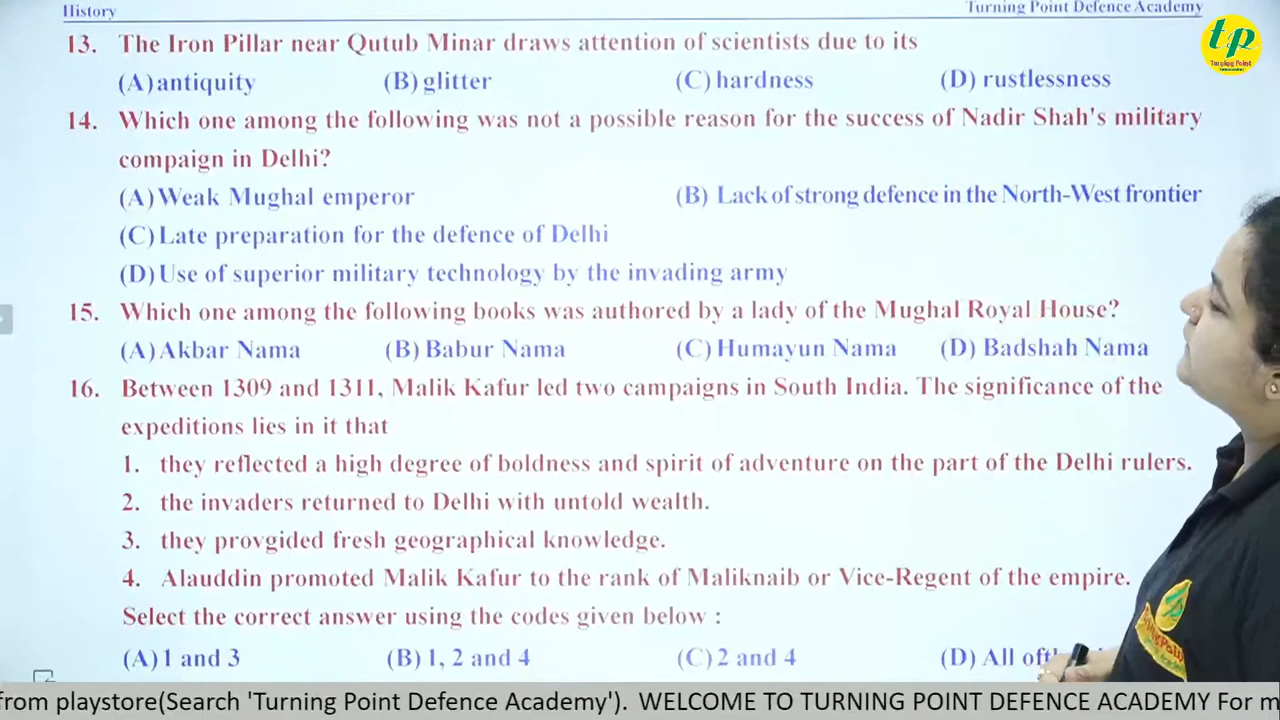 History
Turning Point Defence Academy
tp
Turning Point
13. The Iron Pillar near Qutub Minar draws attention of scientists due to its
(A) antiquity (B) glitter (C) hardness (D) rustlessness
14. Which one among the following was not a possible reason for the success of Nadir Shah's military
compaign in Delhi?
(A) Weak Mughal emperor (B) Lack of strong defence in the North-West frontier
(C) Late preparation for the defence of Delhi
(D) Use of superior military technology by the invading army
15. Which one among the following books was authored by a lady of the Mughal Royal House?
(A) Akbar Nama (B) Babur Nama (C) Humayun Nama (D) Badshah Nama
16. Between 1309 and 1311, Malik Kafur led two campaigns in South India. The significance of the
expeditions lies in it that
1. they reflected a high degree of boldness and spirit of adventure on the part of the Delhi rulers.
2. the invaders returned to Delhi with untold wealth.
3. they provgided fresh geographical knowledge.
4. Alauddin promoted Malik Kafur to the rank of Maliknaib or Vice-Regent of the empire.
Select the correct answer using the codes given below :
(A) 1 and 3 (B) 1, 2 and 4 (C) 2 and 4 (D) All of
from playstore(Search 'Turning Point Defence Academy'). WELCOME TO TURNING POINT DEFENCE ACADEMY For